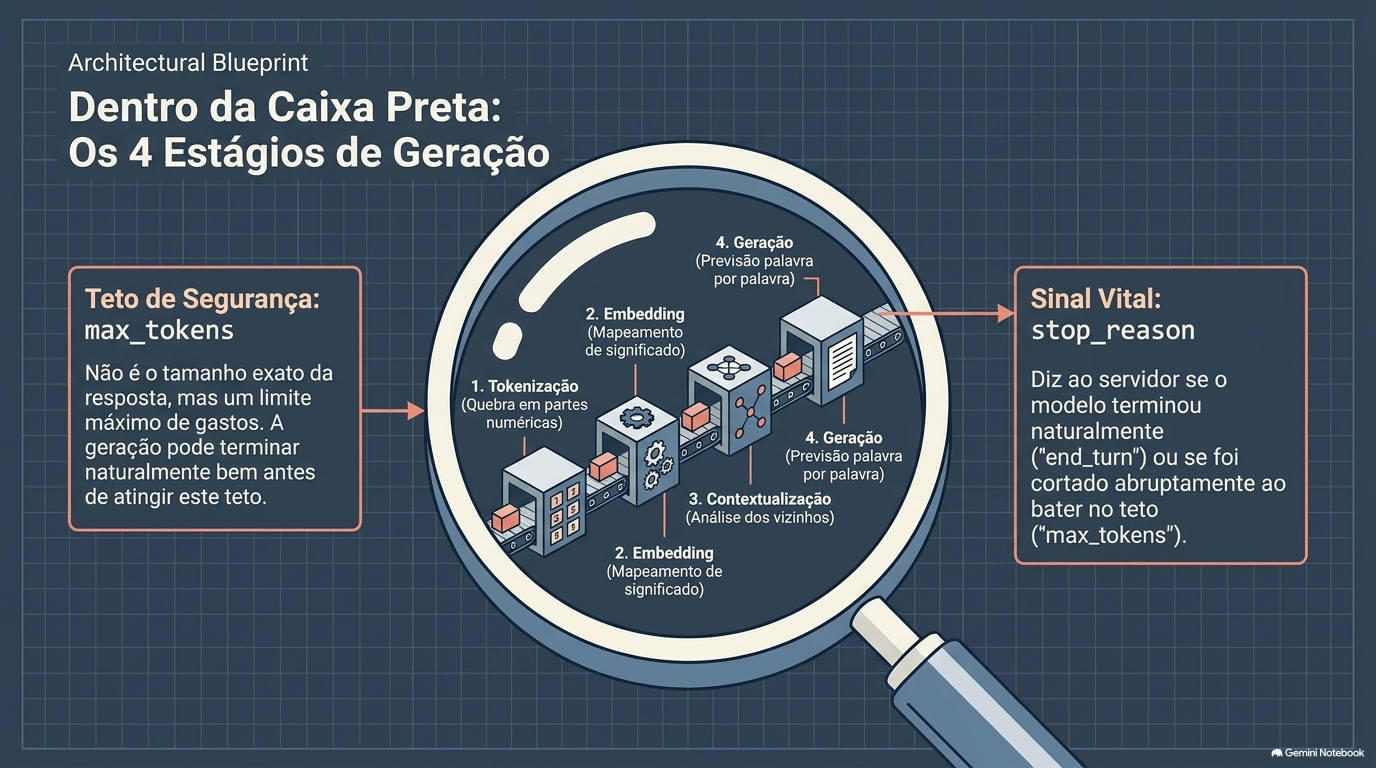 Architectural Blueprint
Dentro da Caixa Preta:
Os 4 Estágios de Geração
Teto de Segurança:
max_tokens
Não é o tamanho exato da
resposta, mas um limite
máximo de gastos. A
geração pode terminar
naturalmente bem antes
de atingir este teto.
1. Tokenização
(Quebra em partes
numéricas)
2. Embedding
(Mapeamento
de significado)
2. Embedding
(Mapeamento de
significado)
3. Contextualização
(Análise dos vizinhos)
4. Geração
(Previsão palavra
por palavra)
4. Geração
(Previsão palavra
por palavra)
Sinal Vital:
stop_reason
Diz ao servidor se o
modelo terminou
naturalmente
("end_turn") ou se foi
cortado abruptamente ao
bater no teto
("max_tokens").
Gemini Notebook